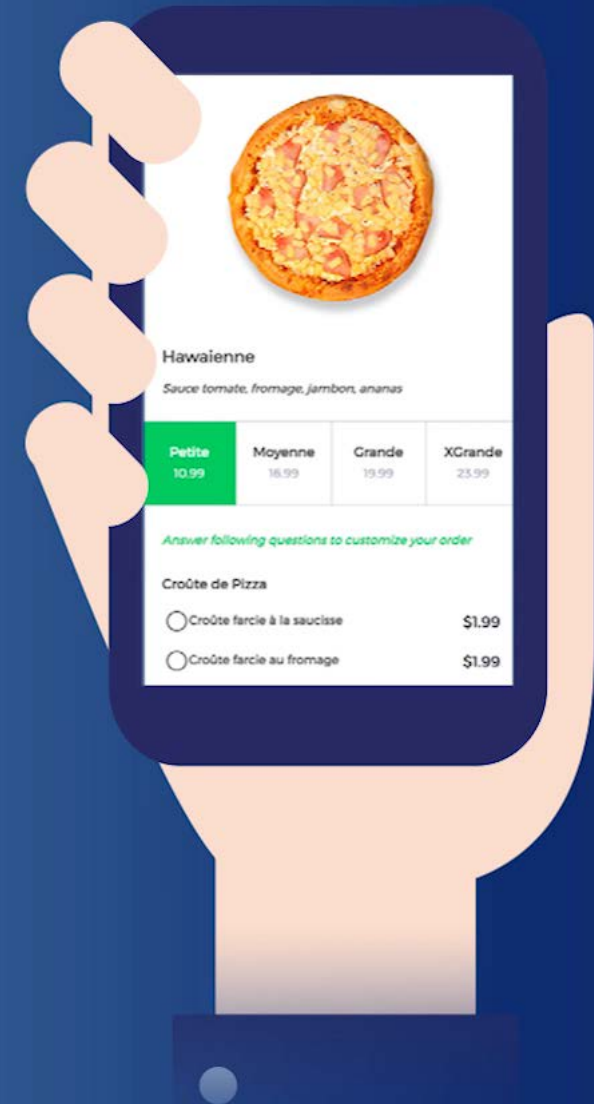 Hawaienne
Sauce tomate, fromage, jambon, ananas
Petite Moyenne Grande XGrande
10.99 16.99 19.99 23.99
Answer following questions to customize your order
Croûte de Pizza
Croûte farcie à la saucisse $1.99
Croûte farcie au fromage $1.99